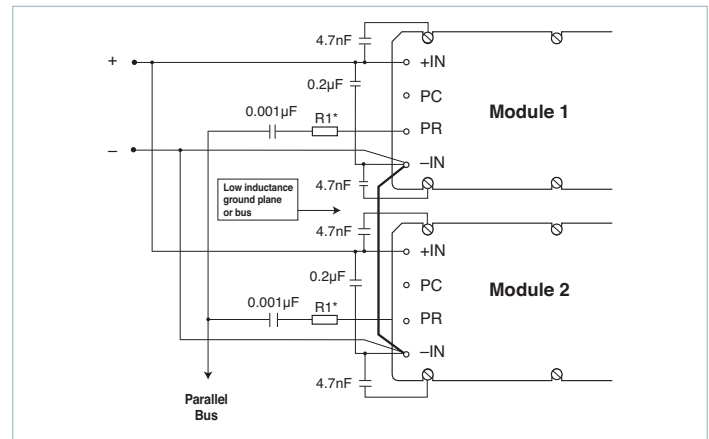 4.7nF
+
+IN
0.2µF
PC
Module 1
0.001µF
R1*
PR
–
–IN
4.7nF
Low inductance
ground plane
or bus
4.7nF
+IN
0.2µF
PC
Module 2
0.001µF
R1*
PR
–IN
4.7nF
Parallel
Bus